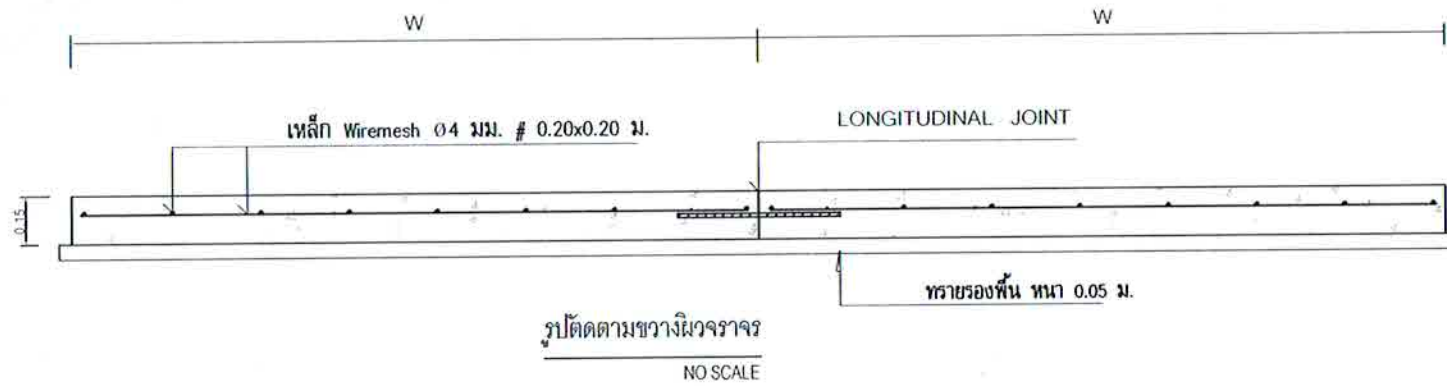 W
W
เหล็ก Wiremesh Ø4 มม. # 0.20x0.20 ม.
LONGITUDINAL JOINT
0.15
ทรายรองพื้น หนา 0.05 ม.
รูปตัดตามขวางผิวจราจร
NO SCALE